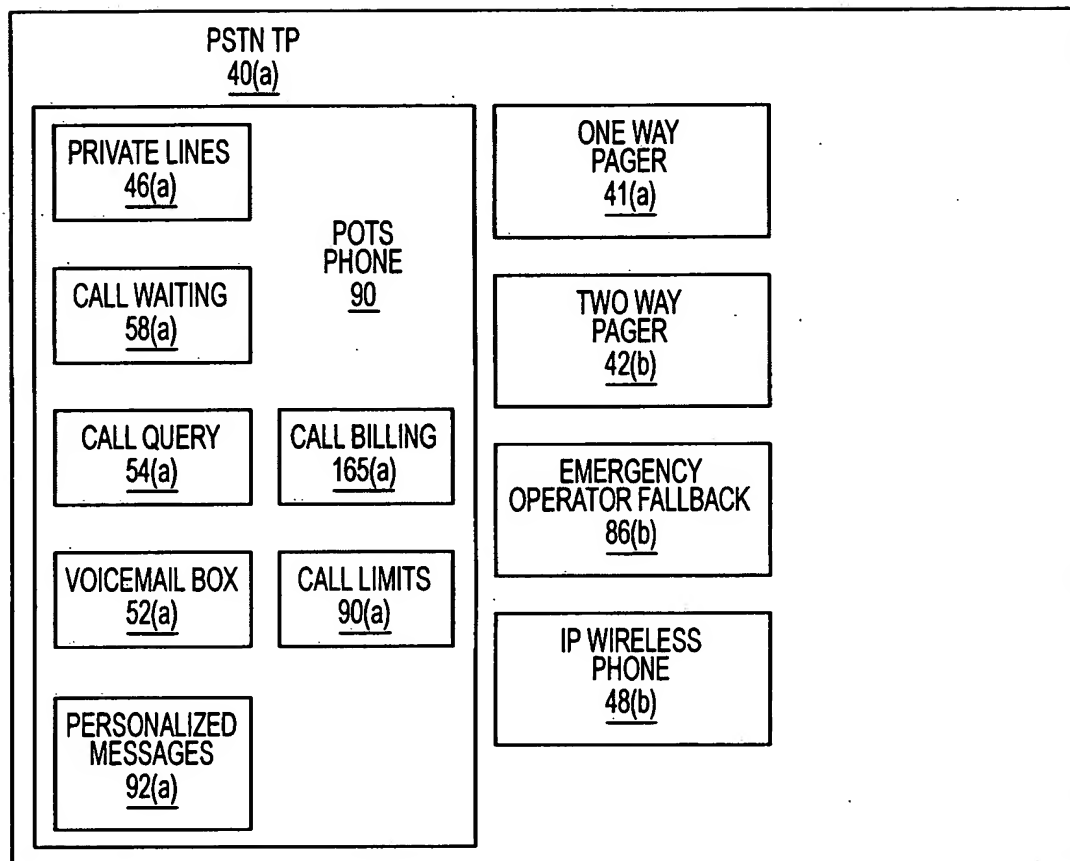 PSTN TP
40(a)
PRIVATE LINES
46(a)
POTS
PHONE
90
CALL WAITING
58(a)
CALL QUERY
54(a)
CALL BILLING
165(a)
VOICEMAIL BOX
52(a)
CALL LIMITS
90(a)
PERSONALIZED
MESSAGES
92(a)
ONE WAY
PAGER
41(a)
TWO WAY
PAGER
42(b)
EMERGENCY
OPERATOR FALLBACK
86(b)
IP WIRELESS
PHONE
48(b)